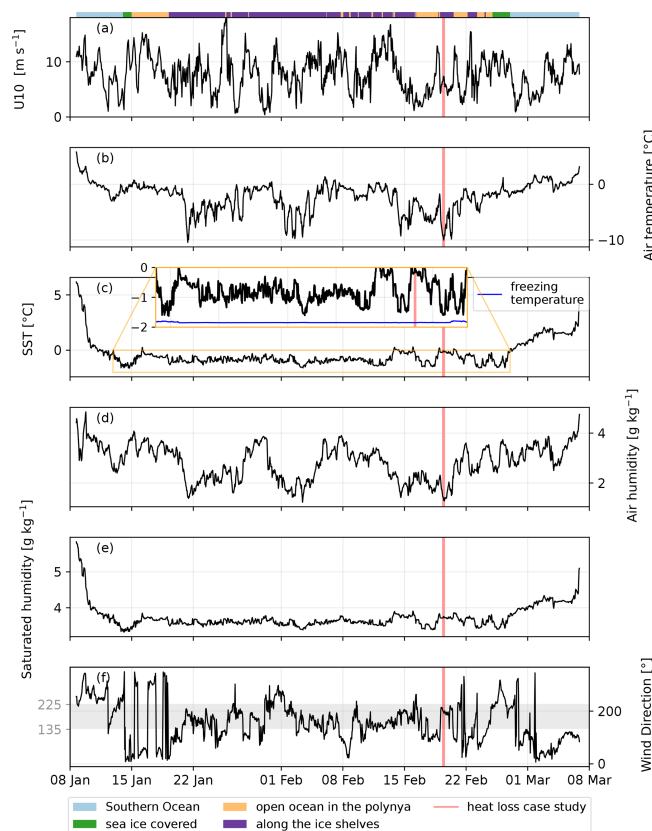 (a)
10
0
U10 [m s⁻¹]
(b)
0
−10
Air temperature [°C]
(c)
0
−1
−2
freezing
temperature
5
0
SST [°C]
(d)
4
2
Air humidity [g kg⁻¹]
(e)
5
4
Saturated humidity [g kg⁻¹]
(f)
225
135
200
0
Wind Direction [°]
08 Jan 15 Jan 22 Jan 01 Feb 08 Feb 15 Feb 22 Feb 01 Mar 08 Mar
Southern Ocean open ocean in the polynya heat loss case study
sea ice covered along the ice shelves